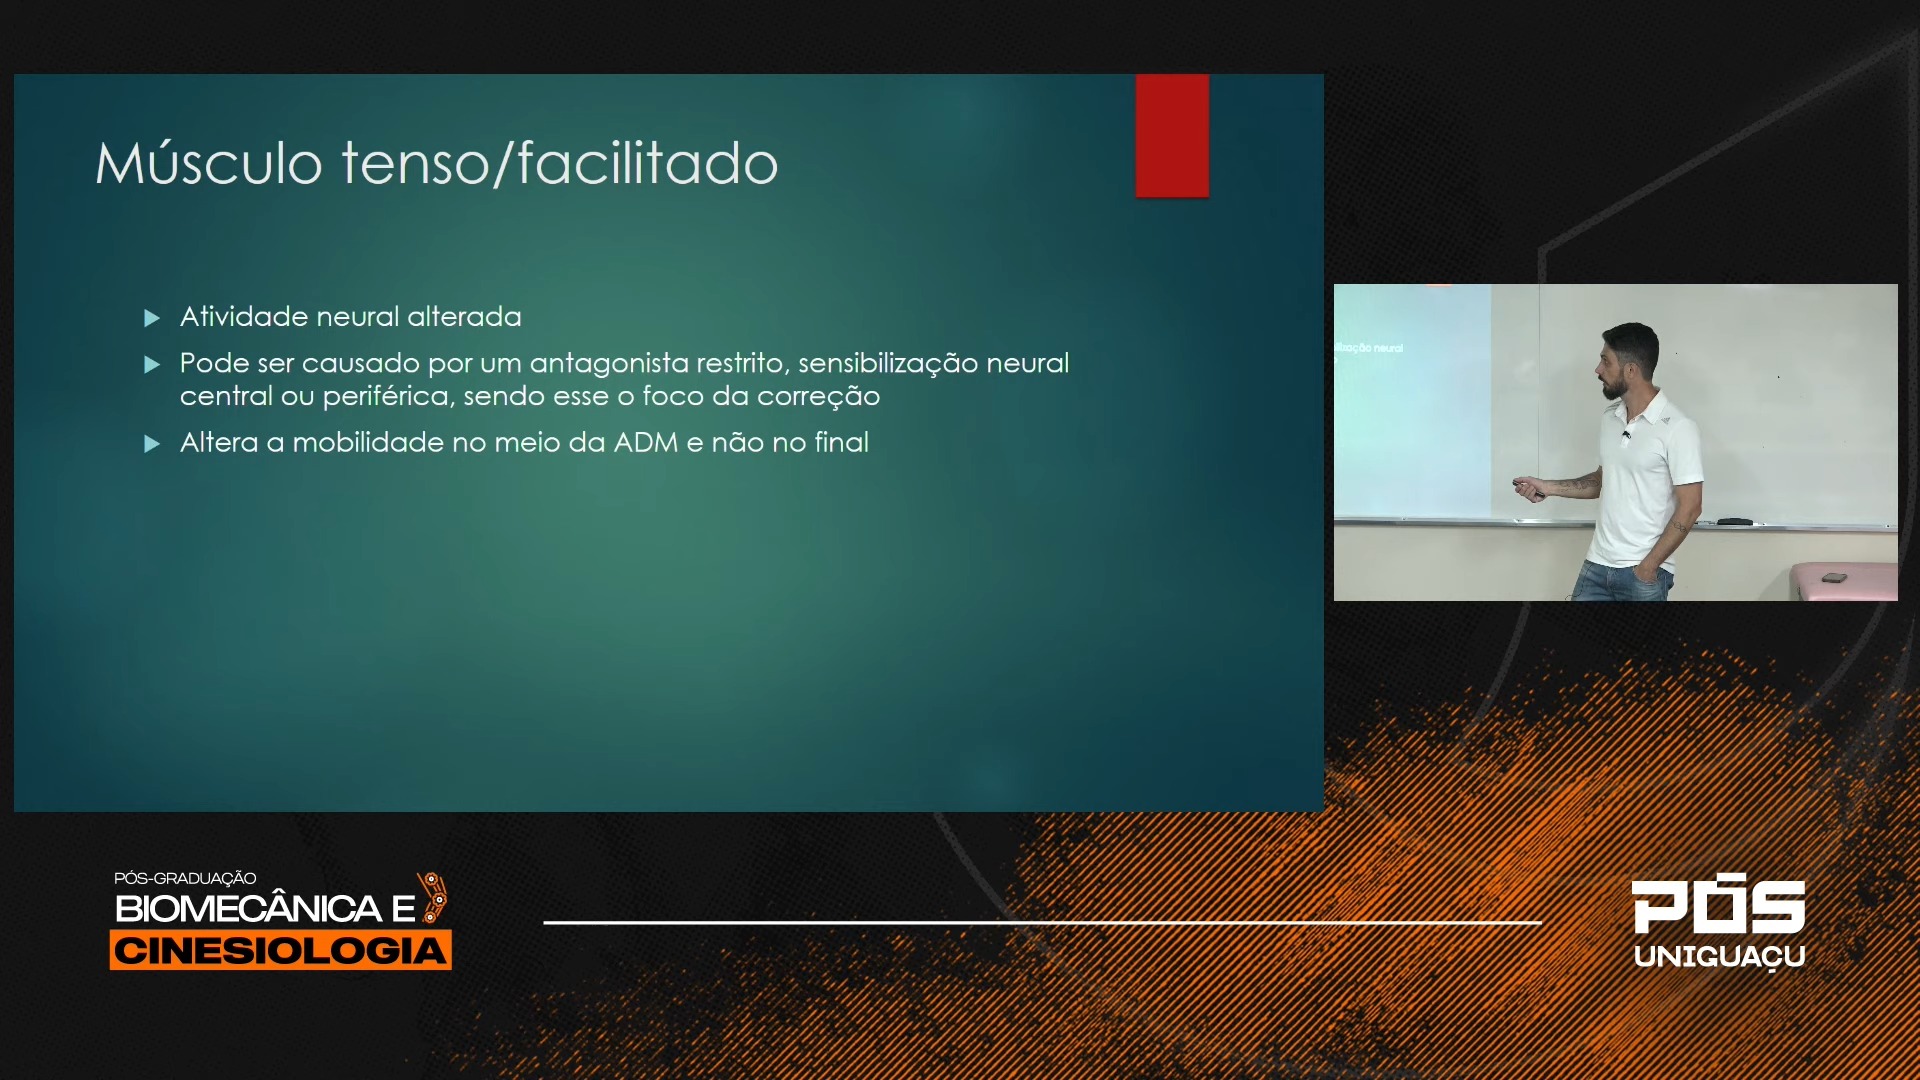 Músculo tenso/facilitado
Atividade neural alterada
Pode ser causado por um antagonista restrito, sensibilização neural
central ou periférica, sendo esse o foco da correção
Altera a mobilidade no meio da ADM e não no final
neural
PÓS-GRADUAÇÃO
BIOMECÂNICA E
CINESIOLOGIA
PÓS
UNIGUAÇU